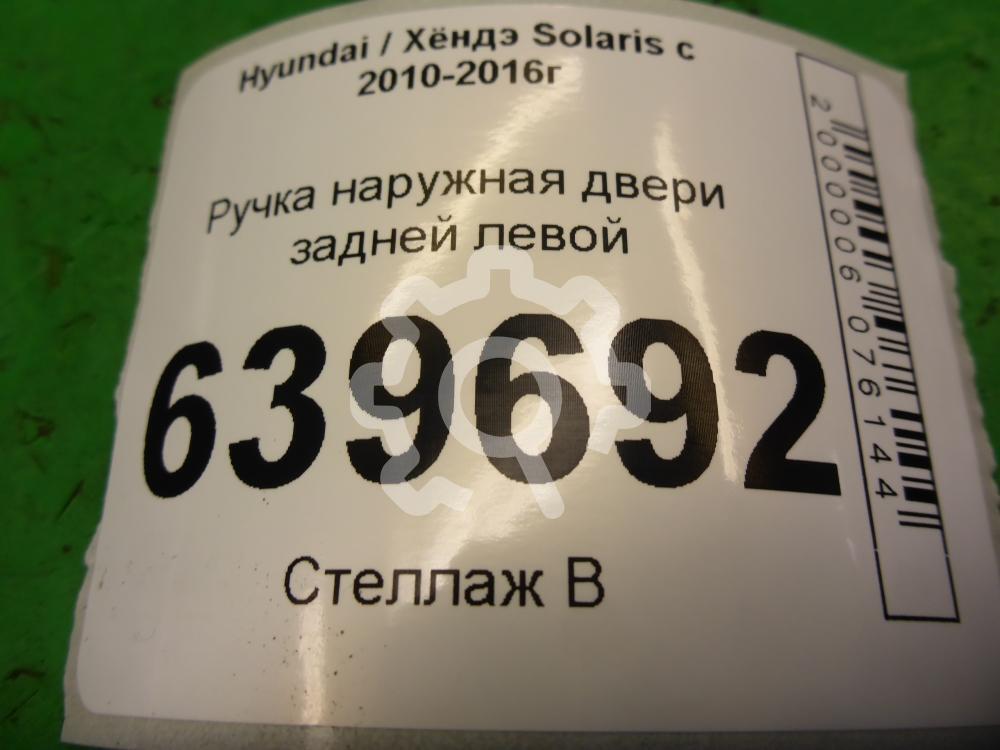 Hyundai / Хёндэ Solaris с
2010-2016г
Ручка наружная двери
задней левой
639692
Стеллаж В
2000006076144